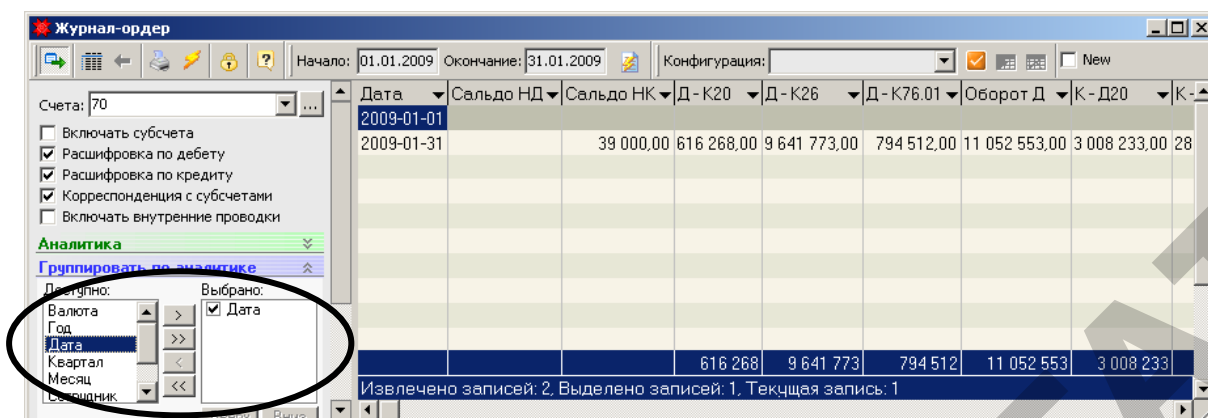 Журнал-ордер
Начало: 01.01.2009 Окончание: 31.01.2009 Конфигурация: New
Счета: 70 ...
Включать субсчета
Расшифровка по дебету
Расшифровка по кредиту
Корреспонденция с субсчетами
Включать внутренние проводки
Аналитика
Группировать по аналитике
Доступно: Выбрано:
Валюта > Дата
Год
Дата >>
Квартал <
Месяц <<
Сотрудник
Вниз
Дата Сальдо НД Сальдо НК Д - К20 Д - К26 Д - К76.01 Оборот Д К - Д20 К -
2009-01-01
2009-01-31 39 000,00 616 268,00 9 641 773,00 794 512,00 11 052 553,00 3 008 233,00 28
616 268 9 641 773 794 512 11 052 553 3 008 233
Извлечено записей: 2, Выделено записей: 1, Текущая запись: 1